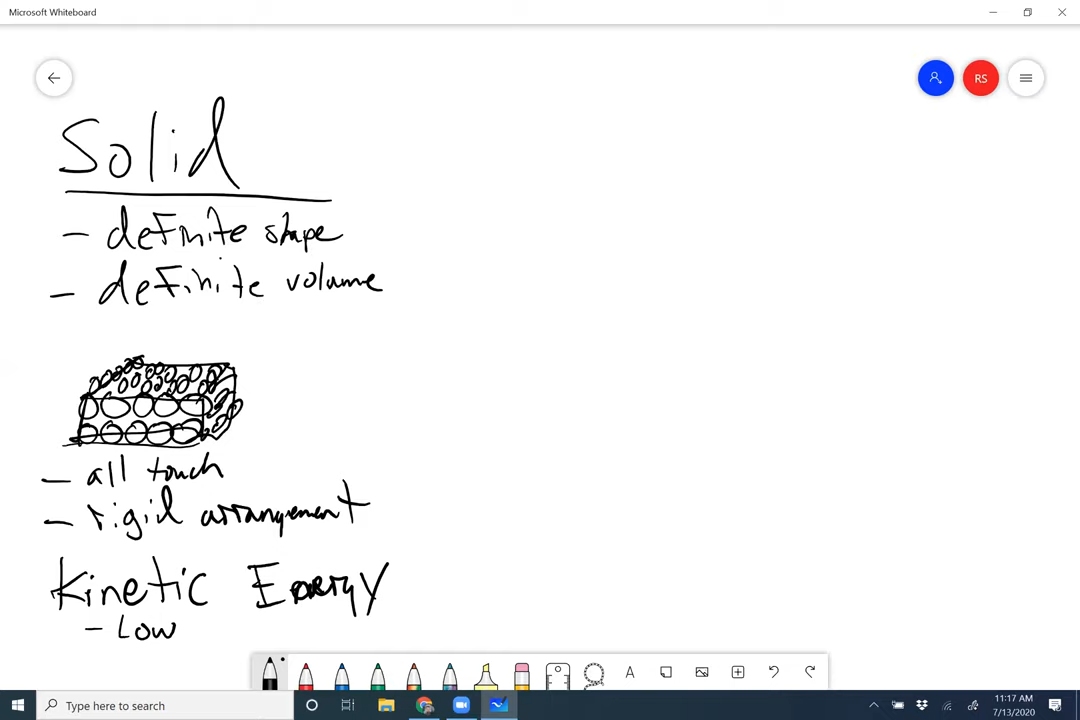 Microsoft Whiteboard
RS
Solid
- definite shape
- definite volume
- all touch
- rigid arrangement
Kinetic Energy
- Low
A
Type here to search
11:17 AM
7/13/2020